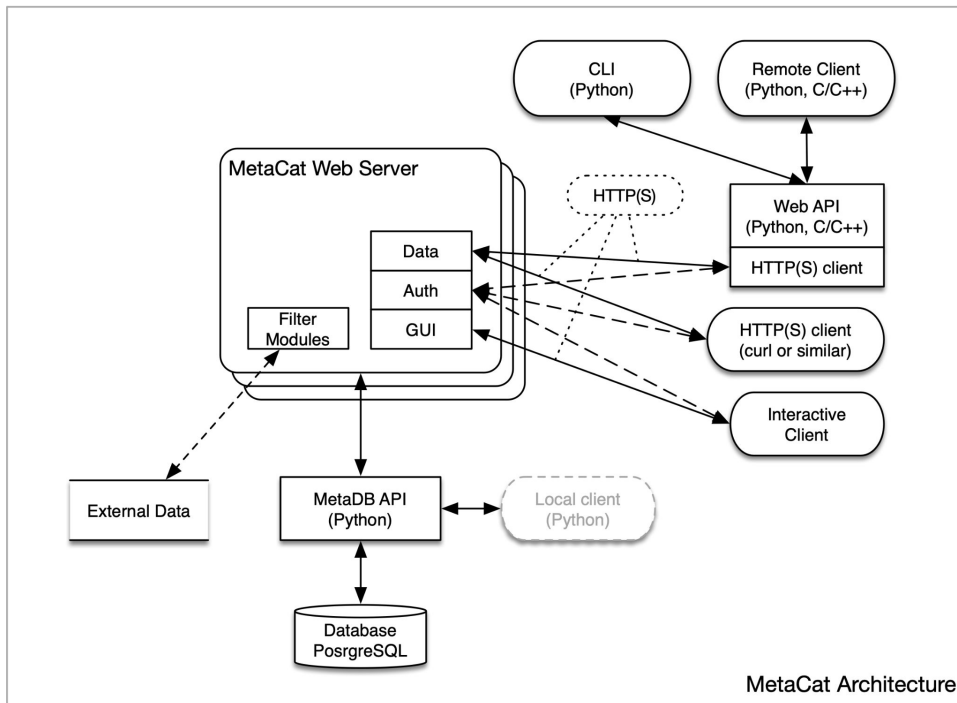 CLI
(Python)
Remote Client
(Python, C/C++)
MetaCat Web Server
HTTP(S)
Web API
(Python, C/C++)
HTTP(S) client
Data
Auth
GUI
Filter
Modules
HTTP(S) client
(curl or similar)
Interactive
Client
External Data
MetaDB API
(Python)
Local client
(Python)
Database
PosrgreSQL
MetaCat Architecture